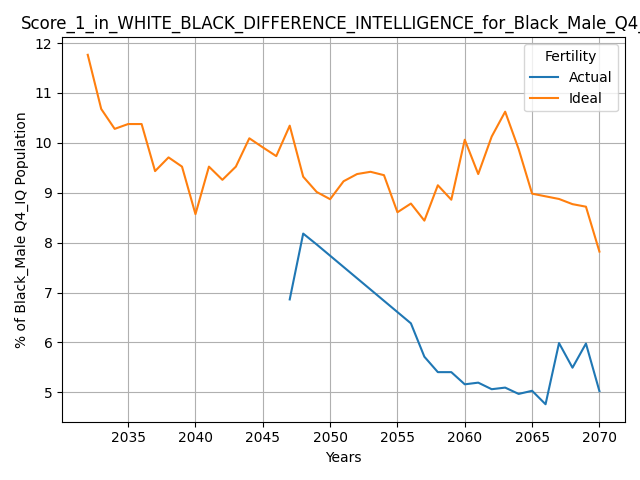 Score_1_in_WHITE_BLACK_DIFFERENCE_INTELLIGENCE_for_Black_Male_Q4_
Fertility
Actual
Ideal
12
11
10
9
8
7
6
5
% of Black_Male Q4_IQ Population
2035 2040 2045 2050 2055 2060 2065 2070
Years